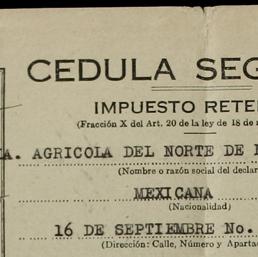 CEDULA SEG
IMPUESTO RETE
(Fracción X del Art. 20 de la ley de 18 de
A. AGRICOLA DEL NORTE DE
(Nombre o razón social del declar
MEXICANA
(Nacionalidad)
16 DE SEPTIEMBRE No.
(Dirección: Calle, Número y Aparta